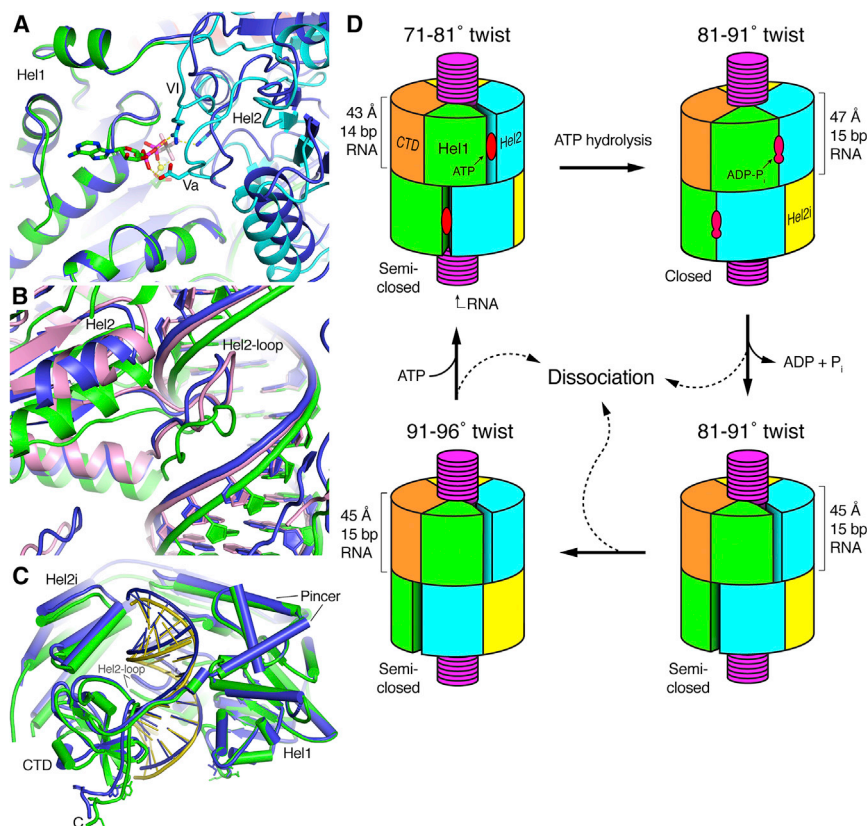 A
Hel1
VI
Hel2
Va
B
Hel2
Hel2-loop
C
Hel2i
Pincer
Hel2-loop
CTD
Hel1
C
D
71-81° twist
81-91° twist
43 Å
14 bp
RNA
CTD
Hel1
Hel2
ATP
Semi-
closed
RNA
ATP hydrolysis
ADP-Pi
Hel2i
47 Å
15 bp
RNA
Closed
ATP
Dissociation
ADP + Pi
91-96° twist
81-91° twist
45 Å
15 bp
RNA
Semi-
closed
45 Å
15 bp
RNA
Semi-
closed